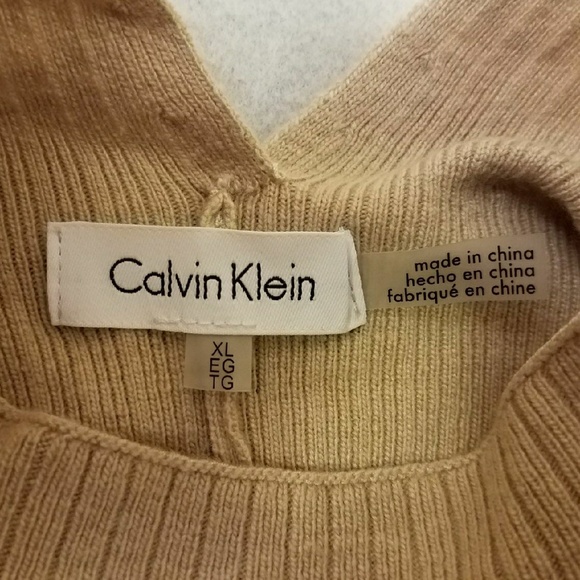 Calvin Klein
made in china
hecho en china
fabriqué en chine
XL
EG
TG